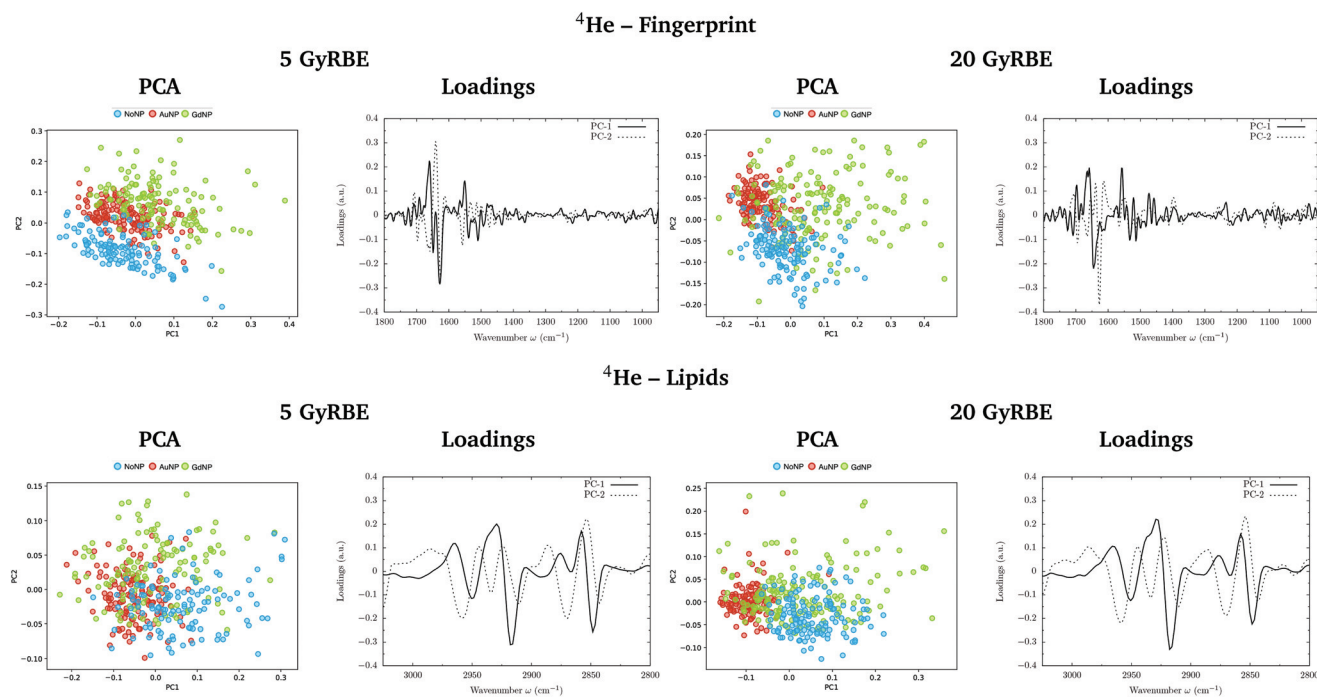 ⁴He – Fingerprint
5 GyRBE
20 GyRBE
PCA
Loadings
PCA
Loadings
NoNP AuNP GdNP
0.3
0.2
0.1
0.0
−0.1
−0.2
−0.3
PC2
−0.2 −0.1 0.0 0.1 0.2 0.3 0.4
PC1
PC-1
PC-2
0.4
0.3
0.2
0.1
0
−0.1
−0.2
−0.3
−0.4
Loadings (a.u.)
1800 1700 1600 1500 1400 1300 1200 1100 1000
Wavenumber ω (cm⁻¹)
NoNP AuNP GdNP
0.20
0.15
0.10
0.05
0.00
−0.05
−0.10
−0.15
−0.20
PC2
−0.2 −0.1 0.0 0.1 0.2 0.3 0.4
PC1
PC-1
PC-2
0.4
0.3
0.2
0.1
0
−0.1
−0.2
−0.3
−0.4
Loadings (a.u.)
1800 1700 1600 1500 1400 1300 1200 1100 1000
Wavenumber ω (cm⁻¹)
⁴He – Lipids
5 GyRBE
20 GyRBE
PCA
Loadings
PCA
Loadings
NoNP AuNP GdNP
0.15
0.10
0.05
0.00
−0.05
−0.10
PC2
−0.2 −0.1 0.0 0.1 0.2 0.3
PC1
PC-1
PC-2
0.4
0.3
0.2
0.1
0
−0.1
−0.2
−0.3
−0.4
Loadings (a.u.)
3000 2950 2900 2850 2800
Wavenumber ω (cm⁻¹)
NoNP AuNP GdNP
0.25
0.20
0.15
0.10
0.05
0.00
−0.05
−0.10
PC2
−0.1 0.0 0.1 0.2 0.3
PC1
PC-1
PC-2
0.4
0.3
0.2
0.1
0
−0.1
−0.2
−0.3
−0.4
Loadings (a.u.)
3000 2950 2900 2850 2800
Wavenumber ω (cm⁻¹)